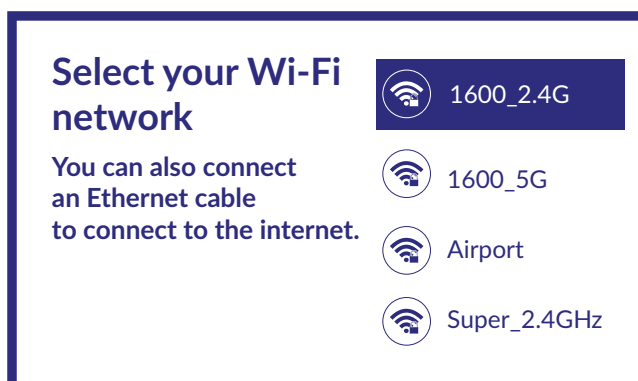 Select your Wi-Fi
network
You can also connect
an Ethernet cable
to connect to the internet.
1600_2.4G
1600_5G
Airport
Super_2.4GHz